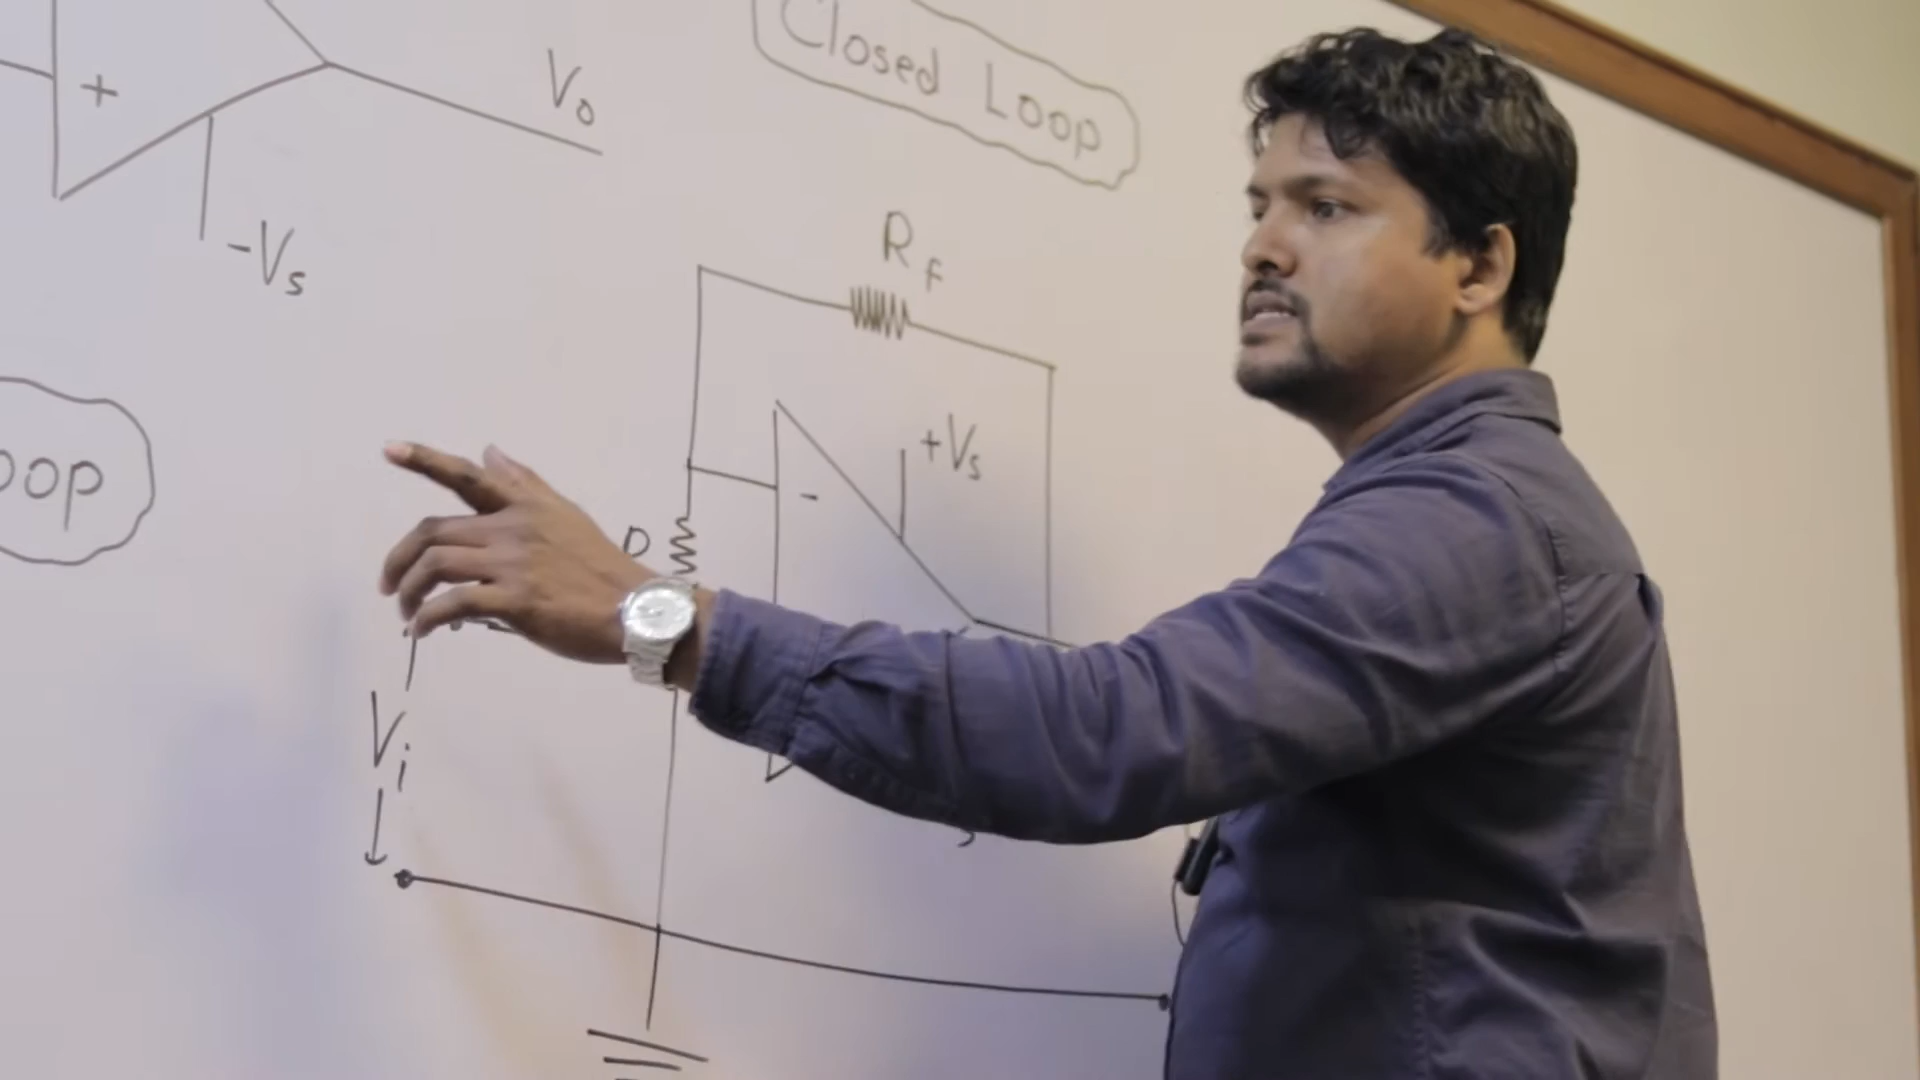 Closed Loop
+
Vo
-Vs
RF
+Vs
-
oop
Vi